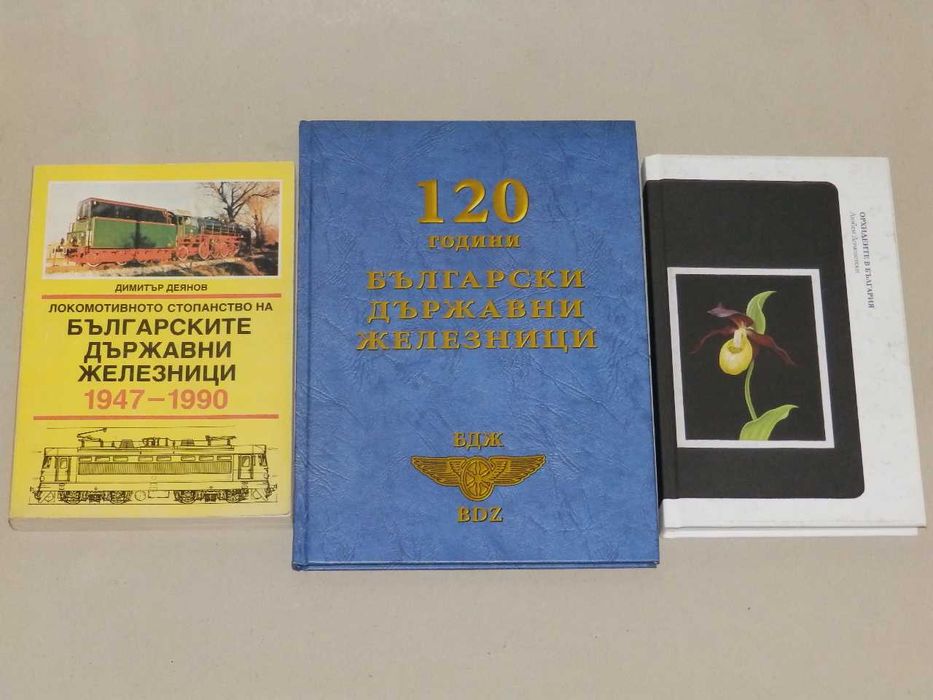 ДИМИТЪР ДЕЯНОВ
ЛОКОМОТИВНОТО СТОПАНСТВО НА
БЪЛГАРСКИТЕ
ДЪРЖАВНИ
ЖЕЛЕЗНИЦИ
1947–1990
120
ГОДИНИ
БЪЛГАРСКИ
ДЪРЖАВНИ
ЖЕЛЕЗНИЦИ
БДЖ
BDZ
ОРХИДЕИТЕ В БЪЛГАРИЯ